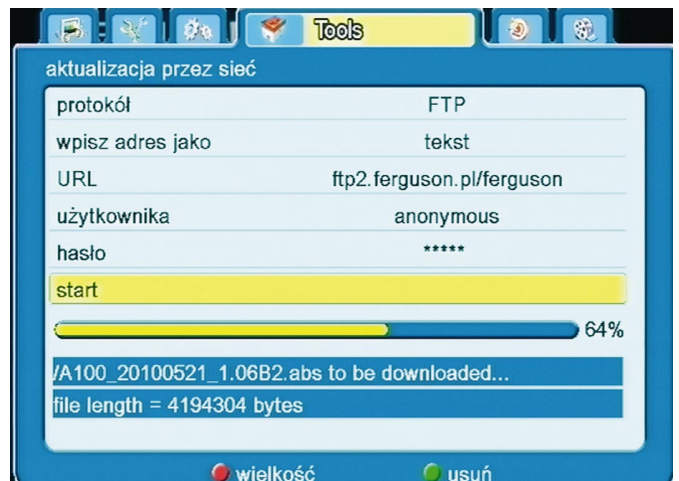 Tools
aktualizacja przez sieć
protokół FTP
wpisz adres jako tekst
URL ftp2.ferguson.pl/ferguson
użytkownika anonymous
hasło *****
start
64%
/A100_20100521_1.06B2.abs to be downloaded...
file length = 4194304 bytes
wielkość usuń